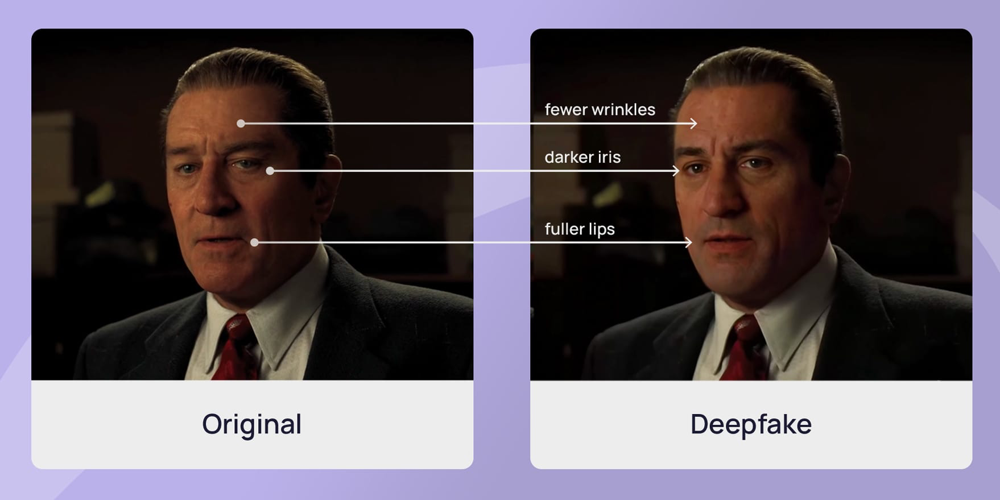 fewer wrinkles
darker iris
fuller lips
Original
Deepfake